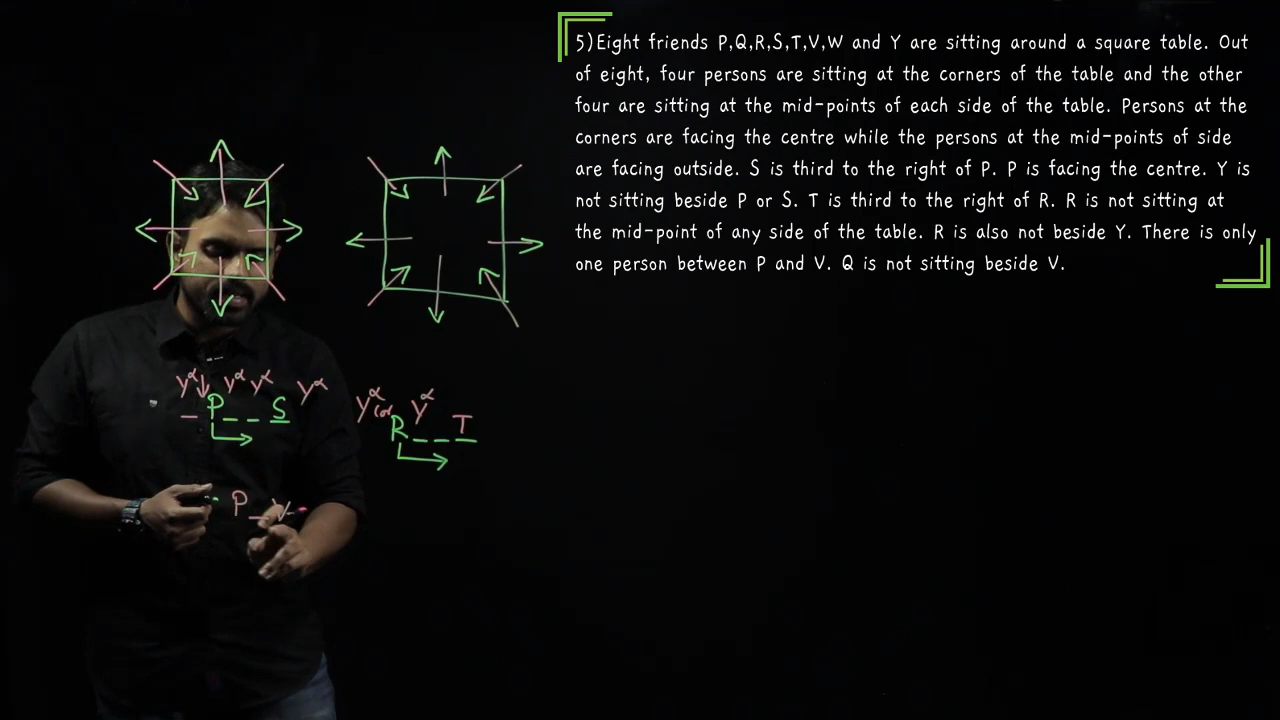 5)Eight friends P,Q,R,S,T,V,W and Y are sitting around a square table. Out
of eight, four persons are sitting at the corners of the table and the other
four are sitting at the mid-points of each side of the table. Persons at the
corners are facing the centre while the persons at the mid-points of side
are facing outside. S is third to the right of P. P is facing the centre. Y is
not sitting beside P or S. T is third to the right of R. R is not sitting at
the mid-point of any side of the table. R is also not beside Y. There is only
one person between P and V. Q is not sitting beside V.
Y Y Y Y
P _ _ S
Y cor Y
R _ _ T
P _ V